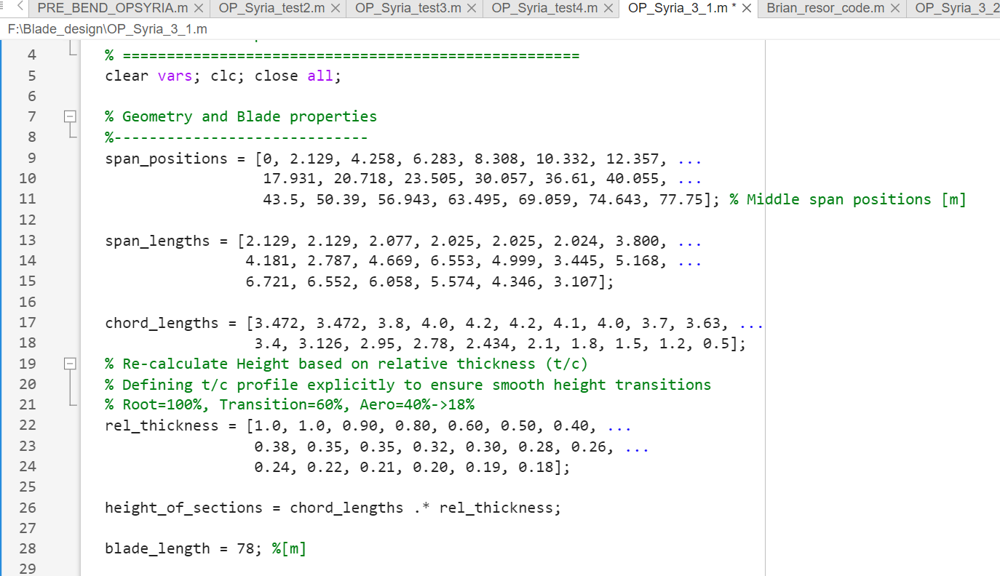 PRE_BEND_OPSYRIA.m × OP_Syria_test2.m × OP_Syria_test3.m × OP_Syria_test4.m × OP_Syria_3_1.m * × Brian_resor_code.m × OP_Syria_3_2
F:\Blade_design\OP_Syria_3_1.m
4 % ====================================================
5 clear vars; clc; close all;
6
7 % Geometry and Blade properties
8 %-----------------------------
9 span_positions = [0, 2.129, 4.258, 6.283, 8.308, 10.332, 12.357, ...
10 17.931, 20.718, 23.505, 30.057, 36.61, 40.055, ...
11 43.5, 50.39, 56.943, 63.495, 69.059, 74.643, 77.75]; % Middle span positions [m]
12
13 span_lengths = [2.129, 2.129, 2.077, 2.025, 2.025, 2.024, 3.800, ...
14 4.181, 2.787, 4.669, 6.553, 4.999, 3.445, 5.168, ...
15 6.721, 6.552, 6.058, 5.574, 4.346, 3.107];
16
17 chord_lengths = [3.472, 3.472, 3.8, 4.0, 4.2, 4.2, 4.1, 4.0, 3.7, 3.63, ...
18 3.4, 3.126, 2.95, 2.78, 2.434, 2.1, 1.8, 1.5, 1.2, 0.5];
19 % Re-calculate Height based on relative thickness (t/c)
20 % Defining t/c profile explicitly to ensure smooth height transitions
21 % Root=100%, Transition=60%, Aero=40%->18%
22 rel_thickness = [1.0, 1.0, 0.90, 0.80, 0.60, 0.50, 0.40, ...
23 0.38, 0.35, 0.35, 0.32, 0.30, 0.28, 0.26, ...
24 0.24, 0.22, 0.21, 0.20, 0.19, 0.18];
25
26 height_of_sections = chord_lengths .* rel_thickness;
27
28 blade_length = 78; %[m]
29